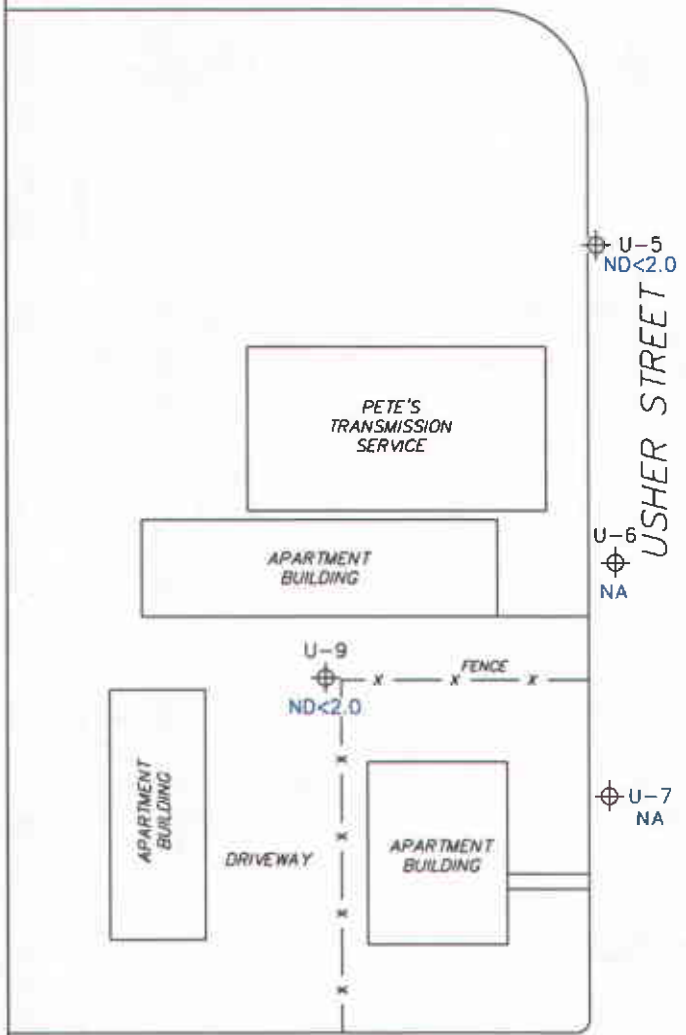 U-5
ND<2.0
USHER STREET
PETE'S
TRANSMISSION
SERVICE
U-6
NA
APARTMENT
BUILDING
U-9
ND<2.0
x
FENCE
x
x
x
x
x
x
APARTMENT
BUILDING
DRIVEWAY
APARTMENT
BUILDING
U-7
NA